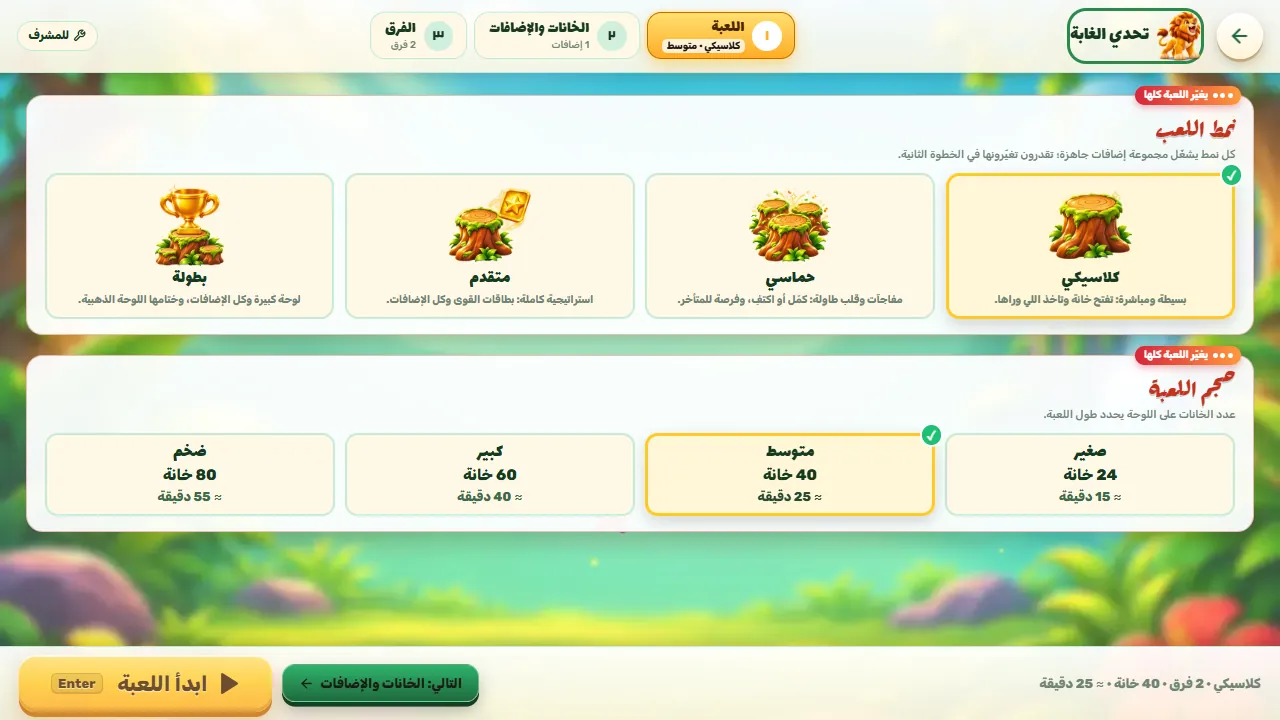 تحدي الغابة
١
اللعبة
كلاسيكي • متوسط
٢
الخانات والإضافات
1 إضافات
٣
الفرق
2 فرق
للمشرف
يغيّر اللعبة كلها
نمط اللعب
كل نمط يشغّل مجموعة إضافات جاهزة؛ تقدرون تغيّرونها في الخطوة الثانية.
كلاسيكي
بسيطة ومباشرة: تفتح خانة وتاخذ اللي وراها.
حماسي
مفاجآت وقلب طاولة: كمّل أو اكتفِ، وفرصة للمتأخر.
متقدم
استراتيجية كاملة: بطاقات القوى وكل الإضافات.
بطولة
لوحة كبيرة وكل الإضافات، وختامها اللوحة الذهبية.
يغيّر اللعبة كلها
حجم اللعبة
عدد الخانات على اللوحة يحدد طول اللعبة.
صغير
24 خانة
≈ 15 دقيقة
متوسط
40 خانة
≈ 25 دقيقة
كبير
60 خانة
≈ 40 دقيقة
ضخم
80 خانة
≈ 55 دقيقة
كلاسيكي • 2 فرق • 40 خانة • ≈ 25 دقيقة
التالي: الخانات والإضافات ←
ابدأ اللعبة Enter